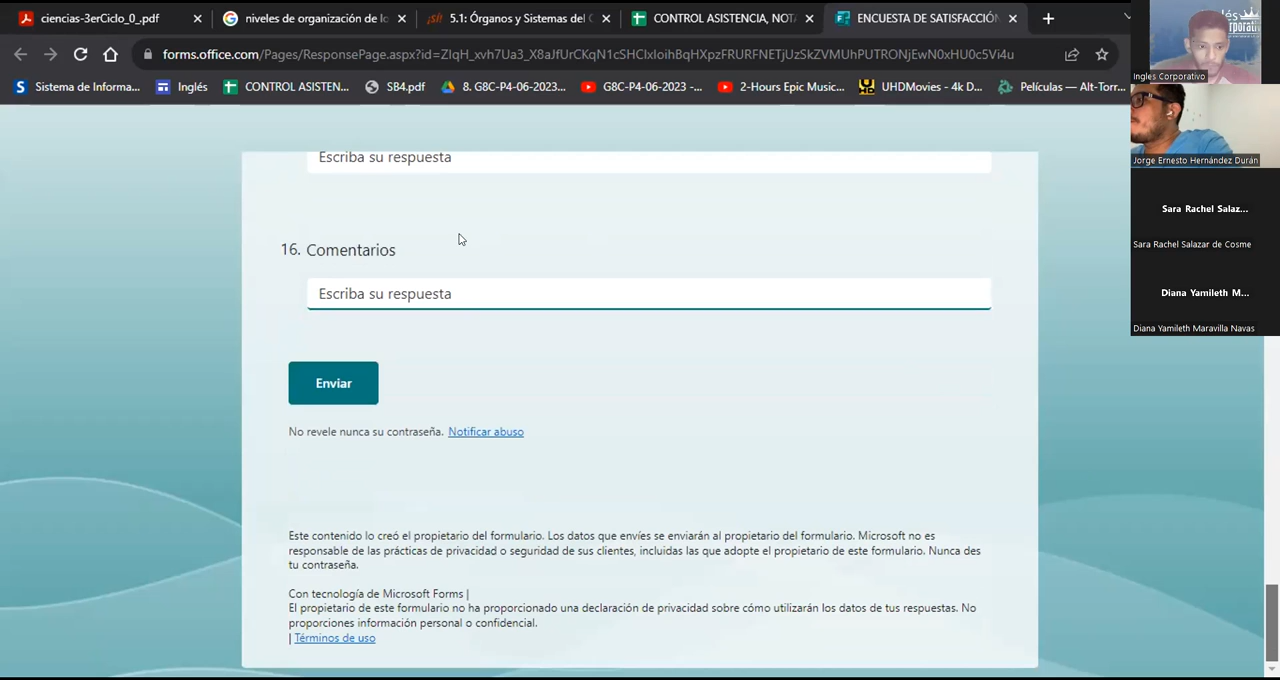 ciencias-3erCiclo_0_.pdf
niveles de organización de lo
5.1: Órganos y Sistemas del C
CONTROL ASISTENCIA, NOTA
ENCUESTA DE SATISFACCIÓN
forms.office.com/Pages/ResponsePage.aspx?id=ZIqH_xvh7Ua3_X8aJfUrCKqN1cSHCIxIoihBqHXpzFRURFNETjUzSkZVMUhPUTRONjEwN0xHU0c5Vi4u
Sistema de Informa...
Inglés
CONTROL ASISTEN...
SB4.pdf
8. G8C-P4-06-2023...
G8C-P4-06-2023 -...
2-Hours Epic Music...
UHDMovies - 4k D...
Películas — Alt-Torr...
Ingles Corporativo
Jorge Ernesto Hernández Durán
Sara Rachel Salaz...
Sara Rachel Salazar de Cosme
Diana Yamileth M...
Diana Yamileth Maravilla Navas
Escriba su respuesta
16. Comentarios
Escriba su respuesta
Enviar
No revele nunca su contraseña. Notificar abuso
Este contenido lo creó el propietario del formulario. Los datos que envíes se enviarán al propietario del formulario. Microsoft no es
responsable de las prácticas de privacidad o seguridad de sus clientes, incluidas las que adopte el propietario de este formulario. Nunca des
tu contraseña.
Con tecnología de Microsoft Forms |
El propietario de este formulario no ha proporcionado una declaración de privacidad sobre cómo utilizarán los datos de tus respuestas. No
proporciones información personal o confidencial.
| Términos de uso